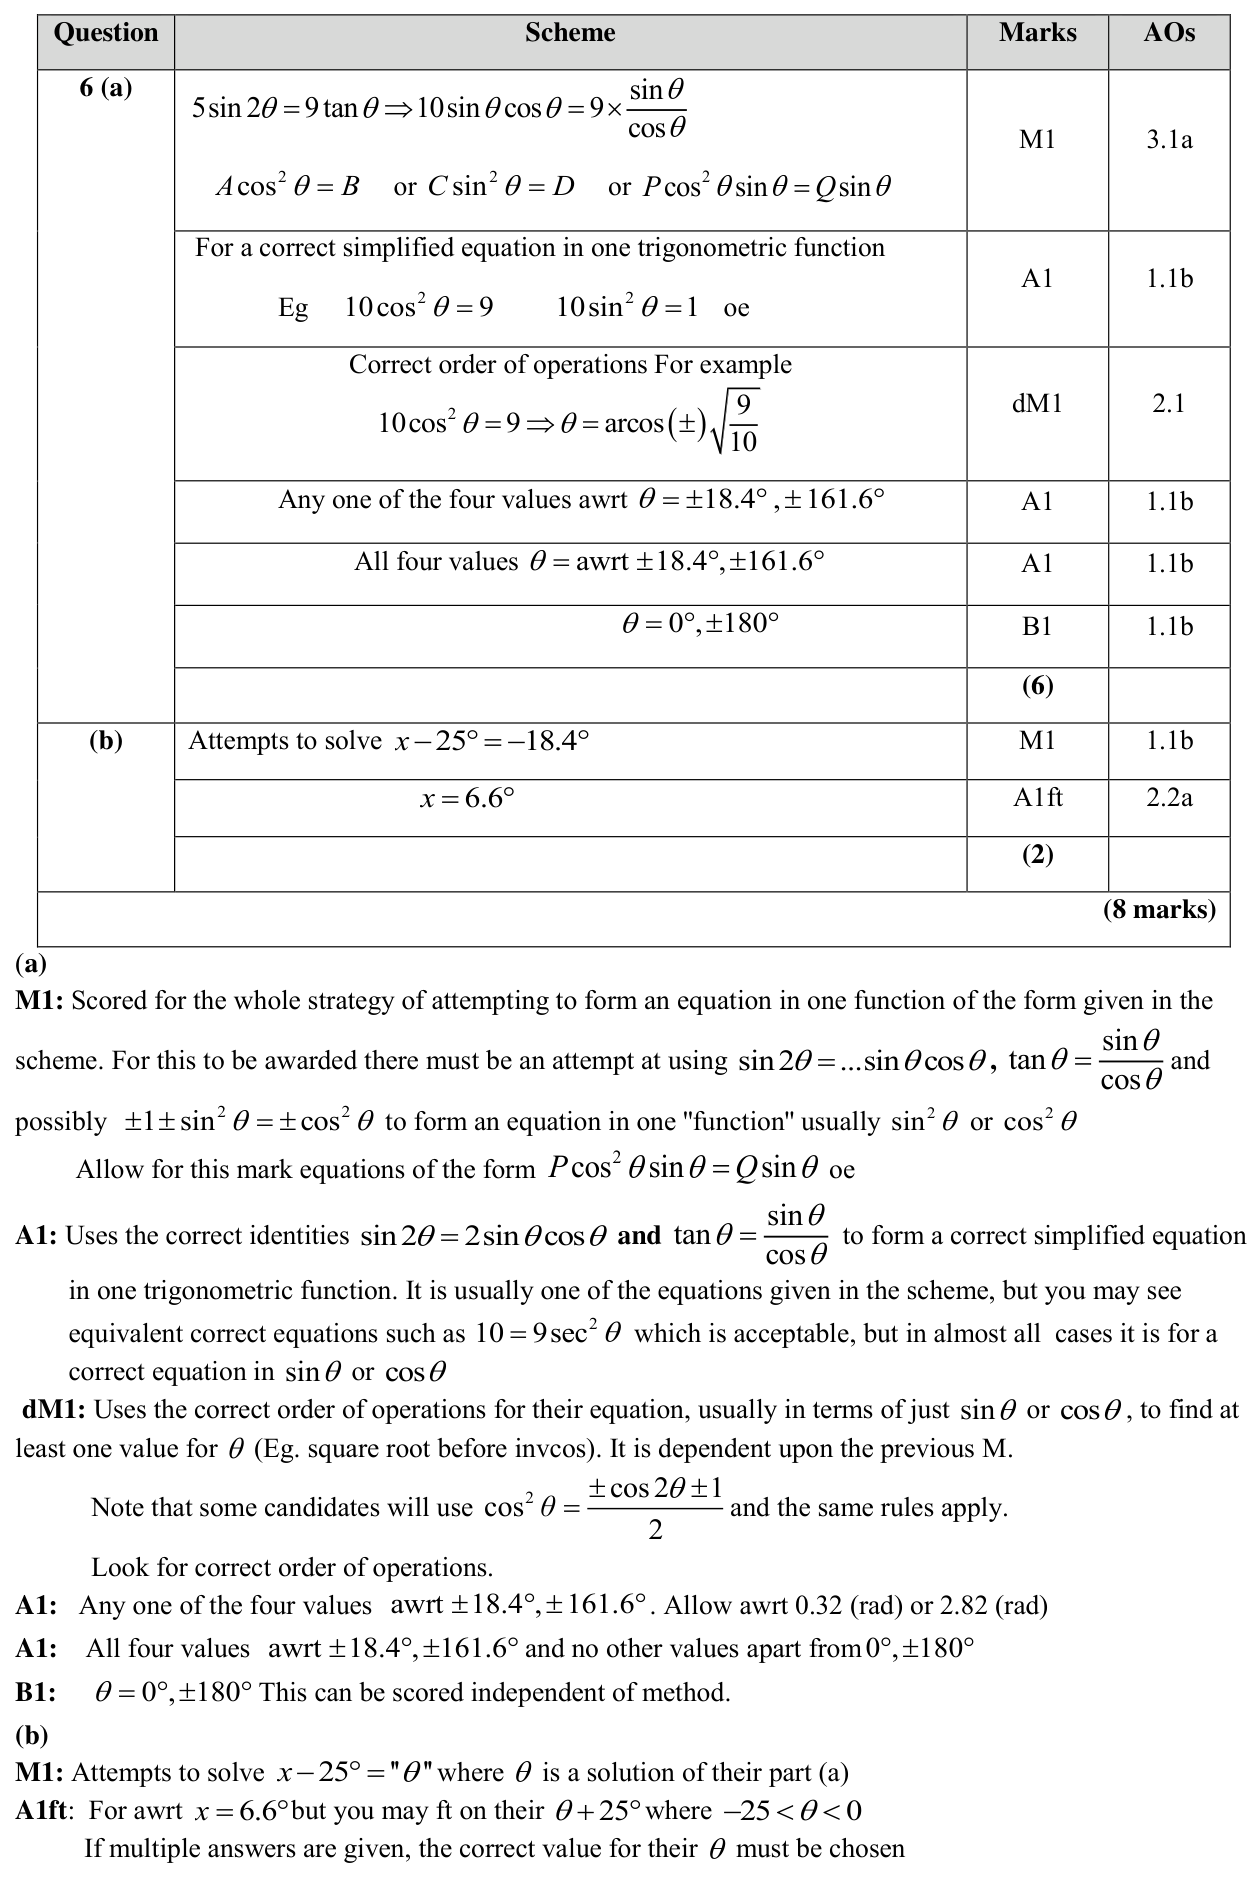 Question Scheme Marks AOs
6 (a) 5 sin 2θ = 9 tan θ ⇒ 10 sin θ cos θ = 9 × sin θ / cos θ
M1 3.1a
A cos² θ = B or C sin² θ = D or P cos² θ sin θ = Q sin θ
For a correct simplified equation in one trigonometric function
A1 1.1b
Eg 10 cos² θ = 9 10 sin² θ = 1 oe
Correct order of operations For example
dM1 2.1
10 cos² θ = 9 ⇒ θ = arcos(±)√(9/10)
Any one of the four values awrt θ = ±18.4°, ±161.6° A1 1.1b
All four values θ = awrt ±18.4°, ±161.6° A1 1.1b
θ = 0°, ±180° B1 1.1b
(6)
(b) Attempts to solve x − 25° = −18.4° M1 1.1b
x = 6.6° A1ft 2.2a
(2)
(8 marks)
(a)
M1: Scored for the whole strategy of attempting to form an equation in one function of the form given in the
scheme. For this to be awarded there must be an attempt at using sin 2θ = ...sin θ cos θ, tan θ = sin θ / cos θ and
possibly ±1 ± sin² θ = ± cos² θ to form an equation in one "function" usually sin² θ or cos² θ
Allow for this mark equations of the form P cos² θ sin θ = Q sin θ oe
A1: Uses the correct identities sin 2θ = 2 sin θ cos θ and tan θ = sin θ / cos θ to form a correct simplified equation
in one trigonometric function. It is usually one of the equations given in the scheme, but you may see
equivalent correct equations such as 10 = 9 sec² θ which is acceptable, but in almost all cases it is for a
correct equation in sin θ or cos θ
dM1: Uses the correct order of operations for their equation, usually in terms of just sin θ or cos θ, to find at
least one value for θ (Eg. square root before invcos). It is dependent upon the previous M.
Note that some candidates will use cos² θ = (± cos 2θ ± 1) / 2 and the same rules apply.
Look for correct order of operations.
A1: Any one of the four values awrt ±18.4°, ±161.6°. Allow awrt 0.32 (rad) or 2.82 (rad)
A1: All four values awrt ±18.4°, ±161.6° and no other values apart from 0°, ±180°
B1: θ = 0°, ±180° This can be scored independent of method.
(b)
M1: Attempts to solve x − 25° = "θ" where θ is a solution of their part (a)
A1ft: For awrt x = 6.6° but you may ft on their θ + 25° where −25 < θ < 0
If multiple answers are given, the correct value for their θ must be chosen